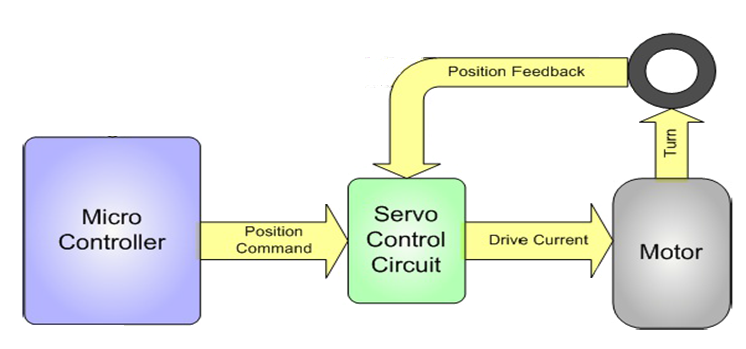 Position Feedback
Turn
Micro
Controller
Position
Command
Servo
Control
Circuit
Drive Current
Motor